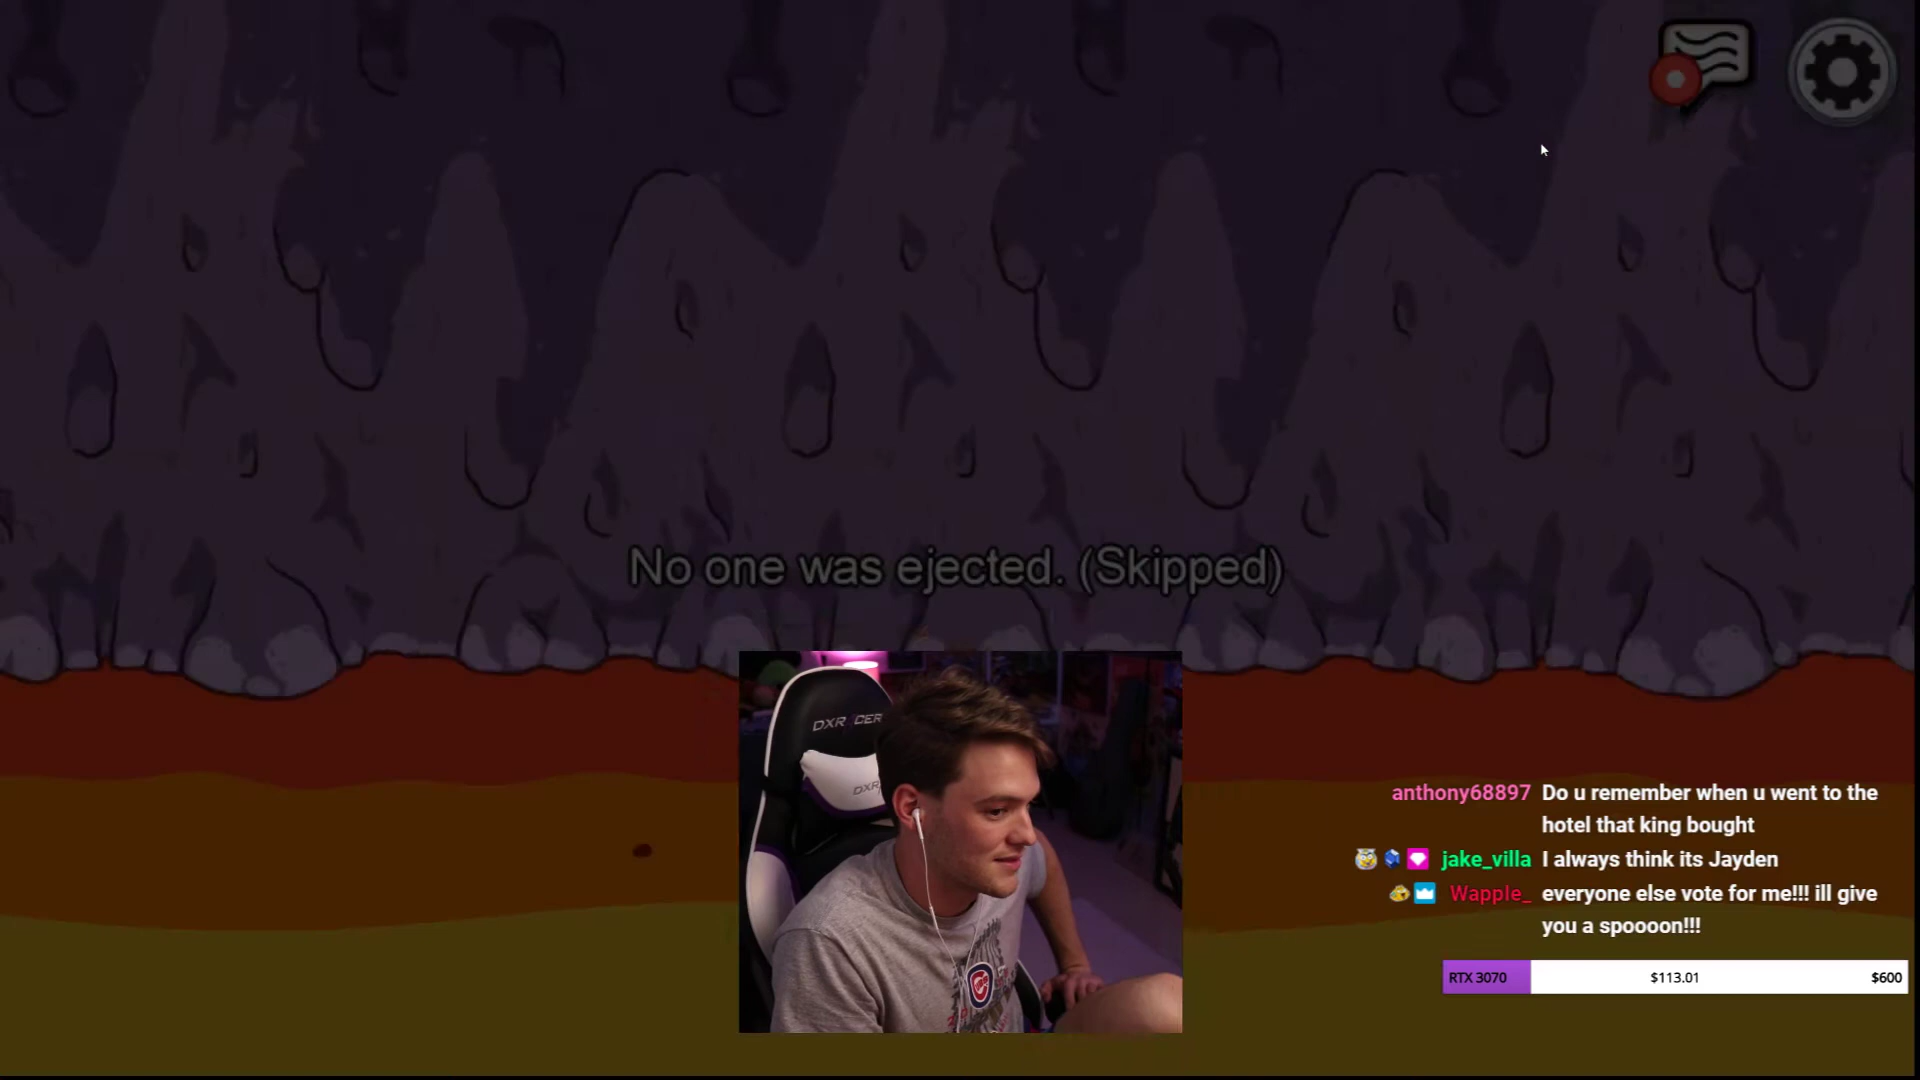 No one was ejected. (Skipped)
DXRACER
DXR
anthony68897 Do u remember when u went to the
hotel that king bought
jake_villa I always think its Jayden
Wapple_ everyone else vote for me!!! ill give
you a spoooon!!!
RTX 3070 $113.01 $600